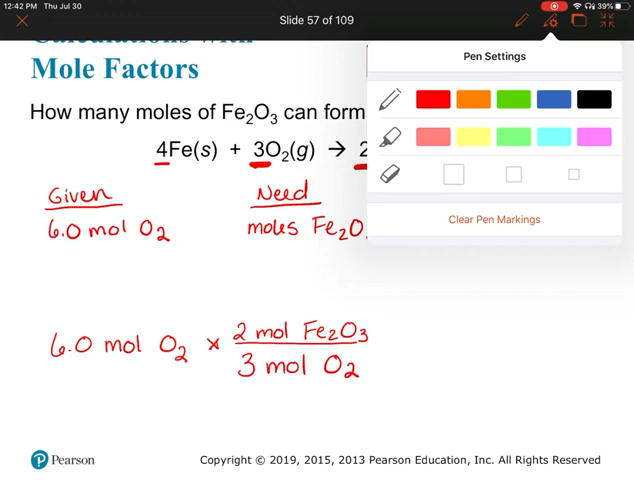 12:42 PM Thu Jul 30 39%
Slide 57 of 109
Calculations with
Mole Factors
Pen Settings
How many moles of Fe₂O₃ can form
4Fe(s) + 3O₂(g) → 2
Clear Pen Markings
Given Need
6.0 mol O₂ moles Fe₂O
6.0 mol O₂ × 2 mol Fe₂O₃
3 mol O₂
Pearson
Copyright © 2019, 2015, 2013 Pearson Education, Inc. All Rights Reserved